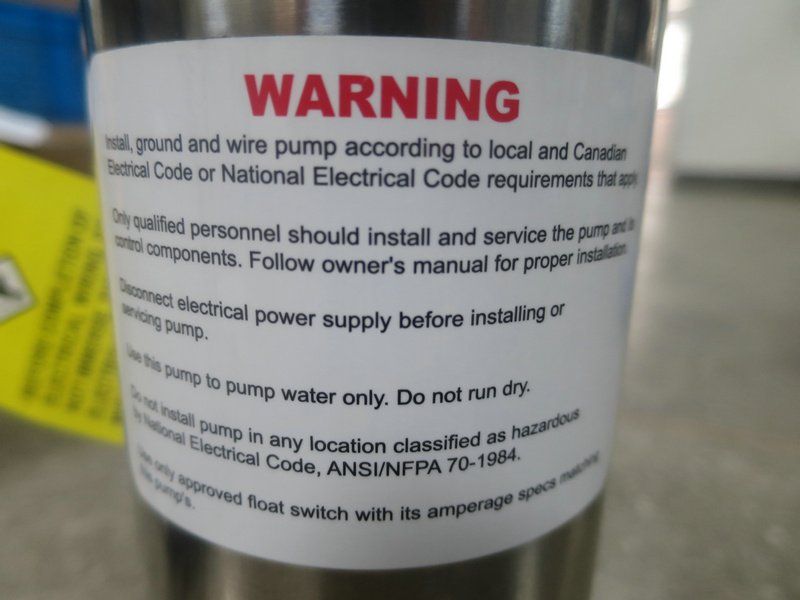 WARNING
Install, ground and wire pump according to local and Canadian
Electrical Code or National Electrical Code requirements that apply.
Only qualified personnel should install and service the pump and its
control components. Follow owner's manual for proper installation.
Disconnect electrical power supply before installing or
servicing pump.
Use this pump to pump water only. Do not run dry.
Do not install pump in any location classified as hazardous
by National Electrical Code, ANSI/NFPA 70-1984.
Use only approved float switch with its amperage specs matching
this pump's.